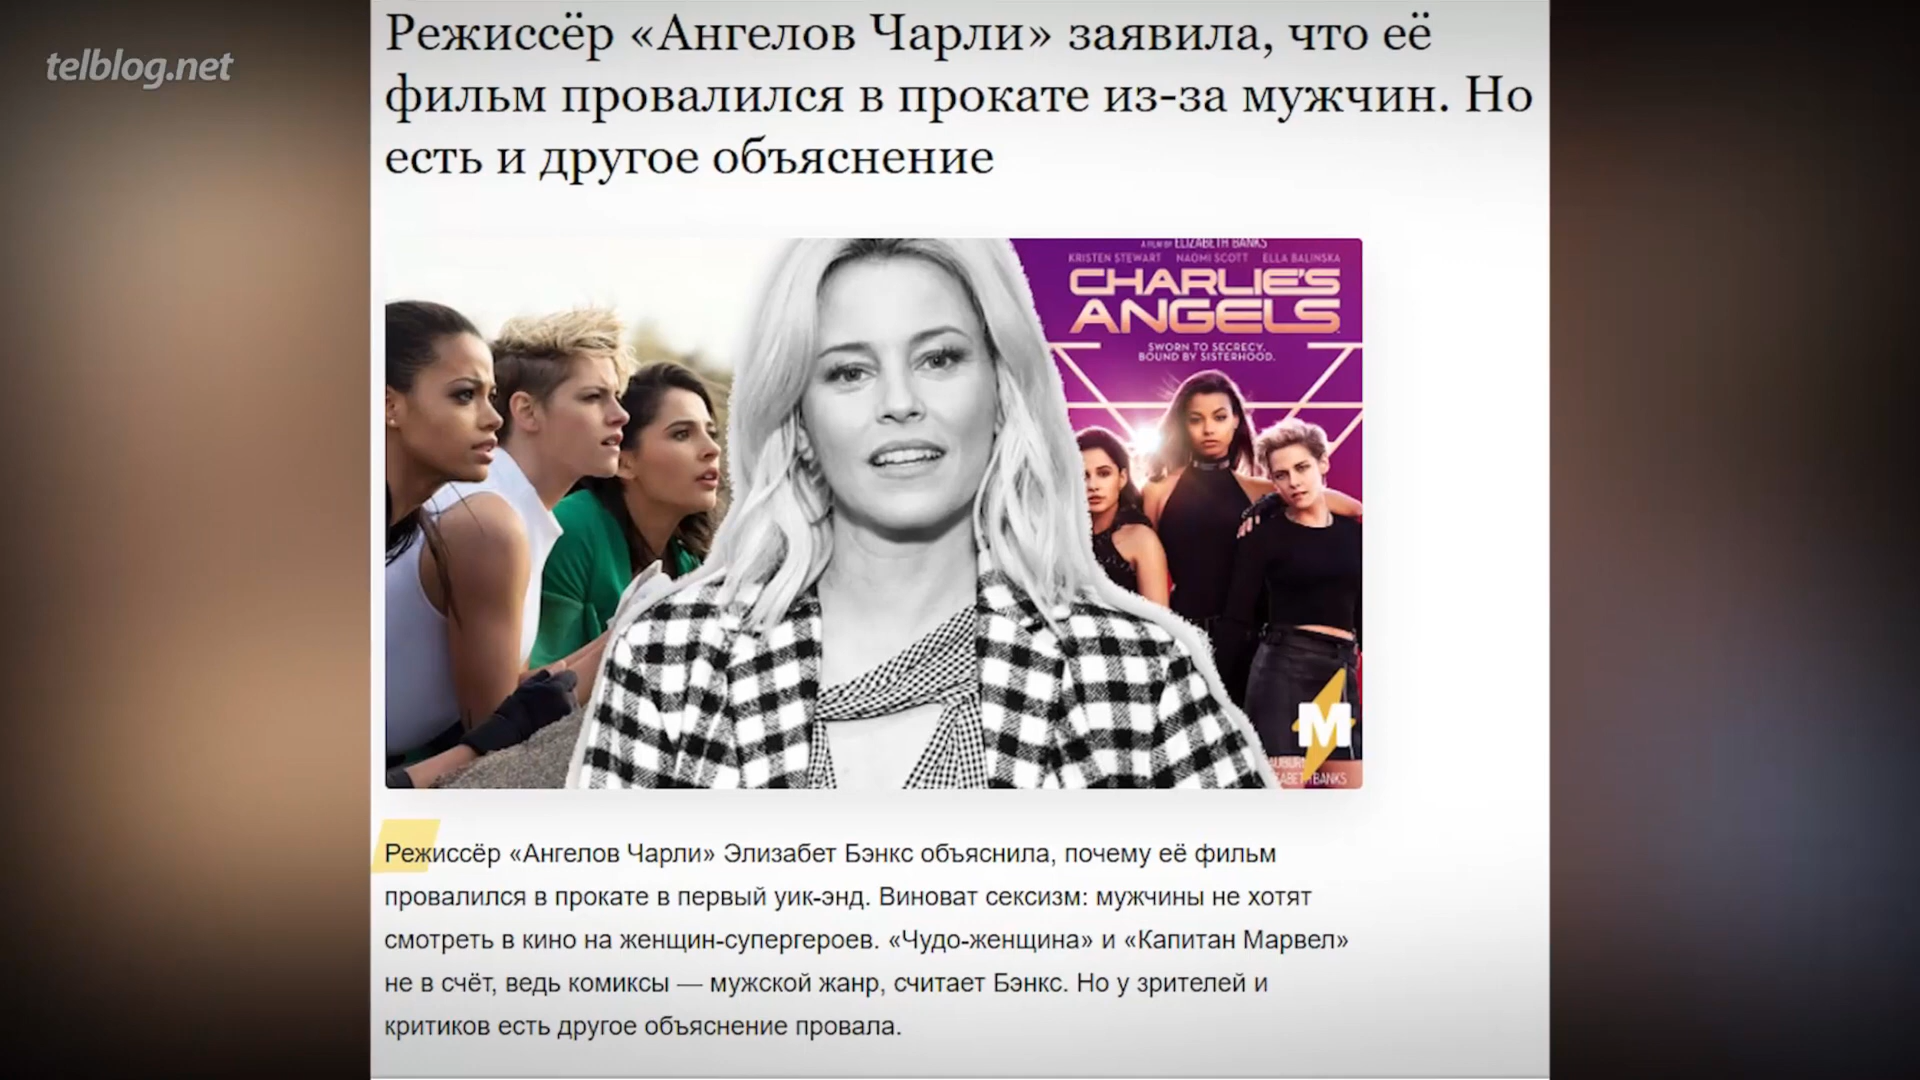 telblog.net
Режиссёр «Ангелов Чарли» заявила, что её
фильм провалился в прокате из-за мужчин. Но
есть и другое объяснение
A FILM BY ELIZABETH BANKS
KRISTEN STEWART NAOMI SCOTT ELLA BALINSKA
CHARLIE'S
ANGELS
SWORN TO SECRECY.
BOUND BY SISTERHOOD.
M
BANKS
Режиссёр «Ангелов Чарли» Элизабет Бэнкс объяснила, почему её фильм
провалился в прокате в первый уик-энд. Виноват сексизм: мужчины не хотят
смотреть в кино на женщин-супергероев. «Чудо-женщина» и «Капитан Марвел»
не в счёт, ведь комиксы — мужской жанр, считает Бэнкс. Но у зрителей и
критиков есть другое объяснение провала.